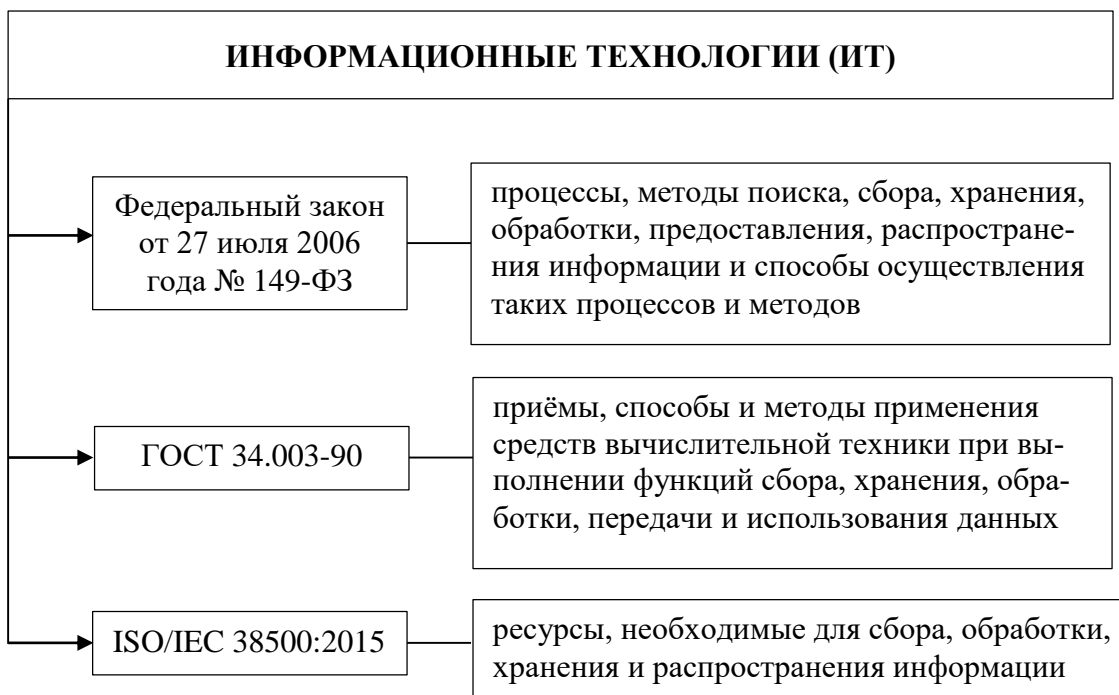 ИНФОРМАЦИОННЫЕ ТЕХНОЛОГИИ (ИТ)
Федеральный закон
от 27 июля 2006
года № 149-ФЗ
процессы, методы поиска, сбора, хранения,
обработки, предоставления, распростране-
ния информации и способы осуществления
таких процессов и методов
ГОСТ 34.003-90
приёмы, способы и методы применения
средств вычислительной техники при вы-
полнении функций сбора, хранения, обра-
ботки, передачи и использования данных
ISO/IEC 38500:2015
ресурсы, необходимые для сбора, обработки,
хранения и распространения информации